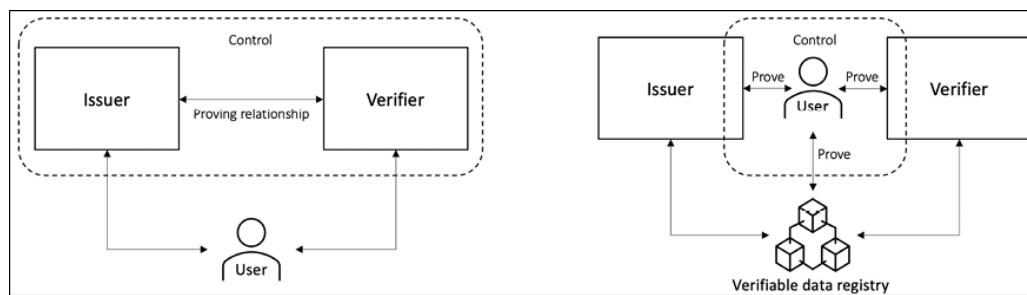 Control
Issuer
Verifier
Proving relationship
User
Control
Issuer
Prove
Prove
Verifier
User
Prove
Verifiable data registry